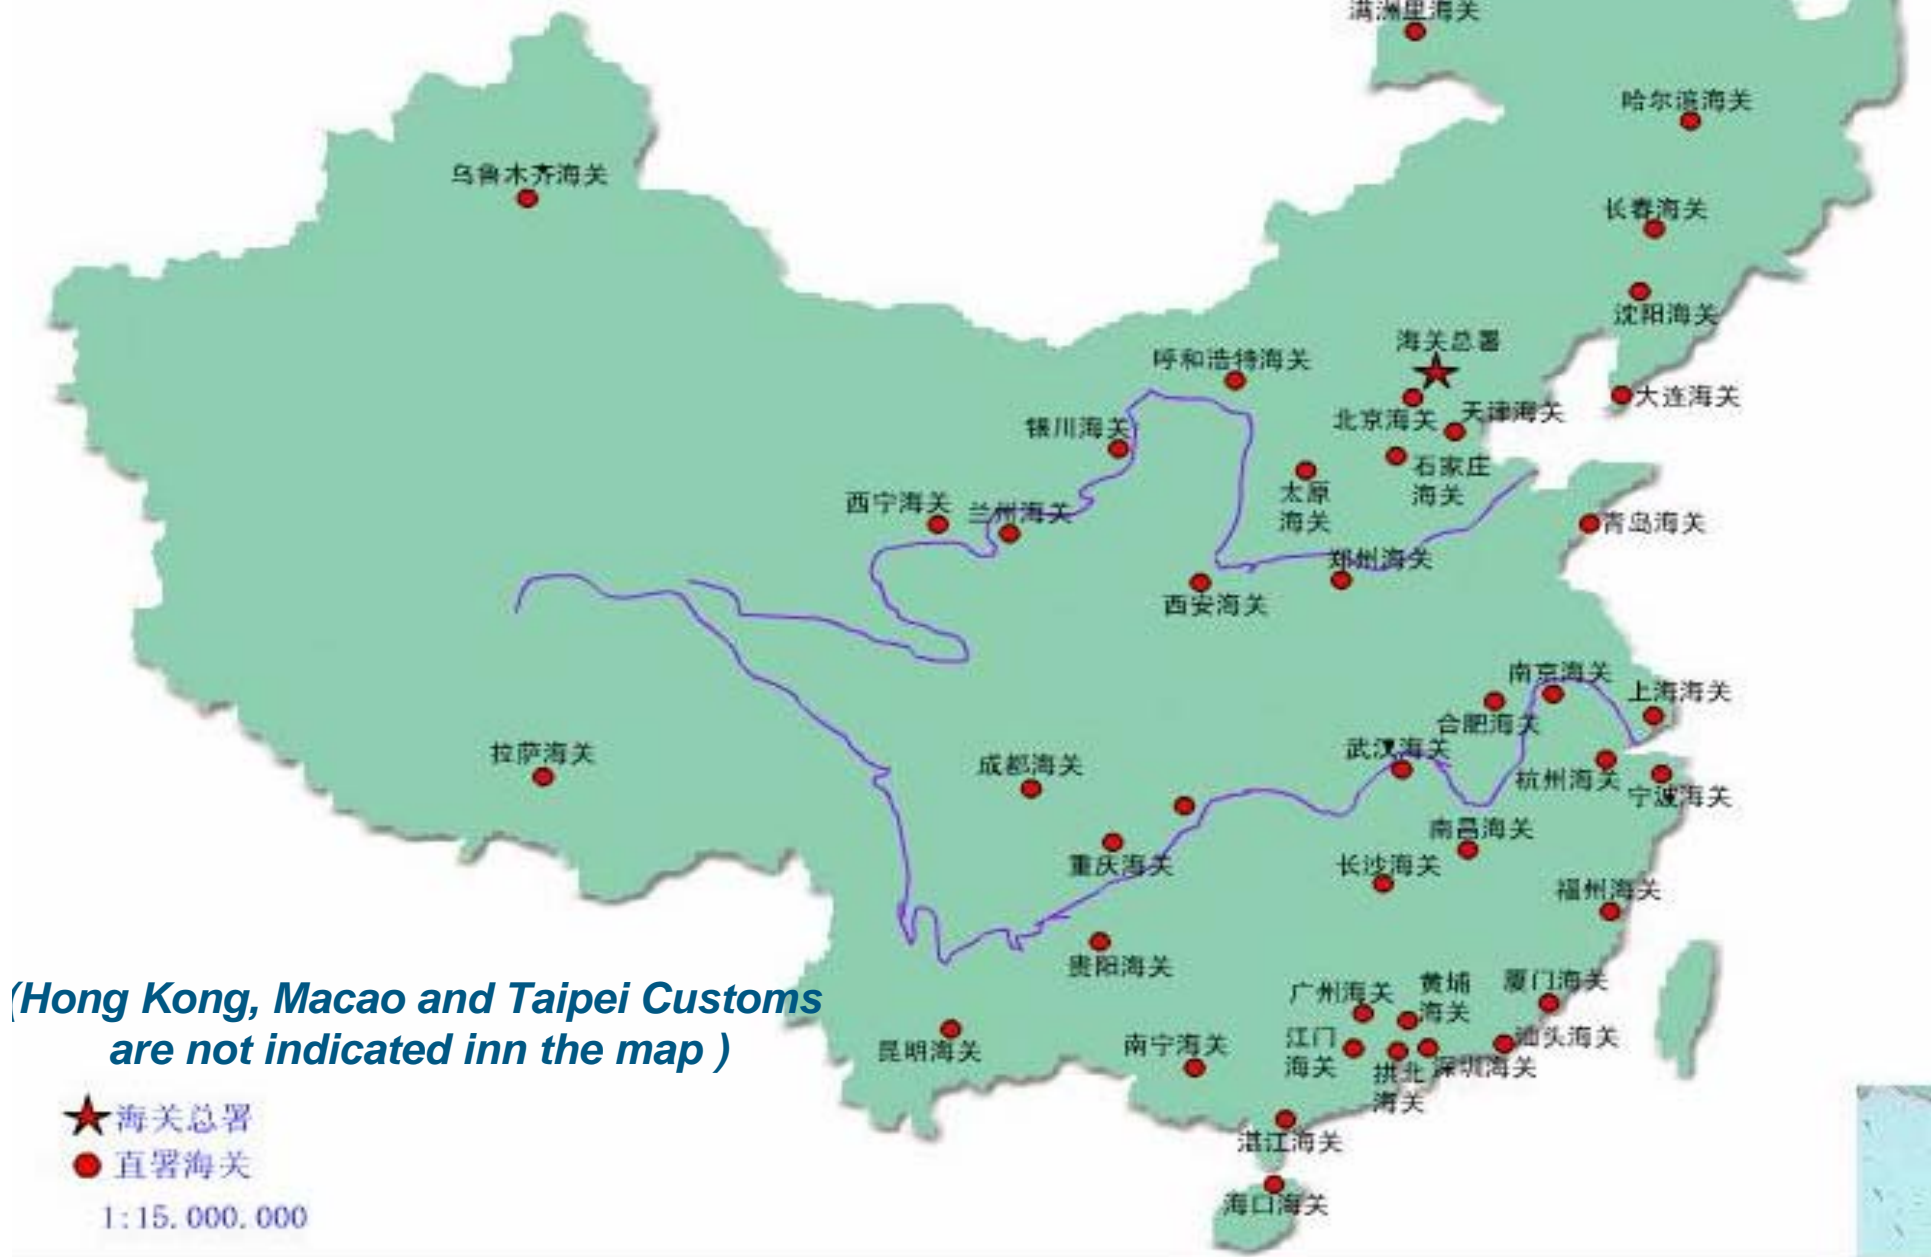 满洲里海关
哈尔滨海关
乌鲁木齐海关
长春海关
沈阳海关
海关总署
呼和浩特海关
大连海关
北京海关
天津海关
银川海关
石家庄
海关
太原
海关
西宁海关
兰州海关
青岛海关
郑州海关
西安海关
南京海关
上海海关
合肥海关
武汉海关
拉萨海关
成都海关
杭州海关
宁波海关
南昌海关
重庆海关
长沙海关
福州海关
贵阳海关
(Hong Kong, Macao and Taipei Customs
are not indicated inn the map )
广州海关
黄埔
海关
厦门海关
江门
海关
汕头海关
昆明海关
南宁海关
深圳海关
拱北
海关
湛江海关
海口海关
海关总署
直署海关
1:15.000.000